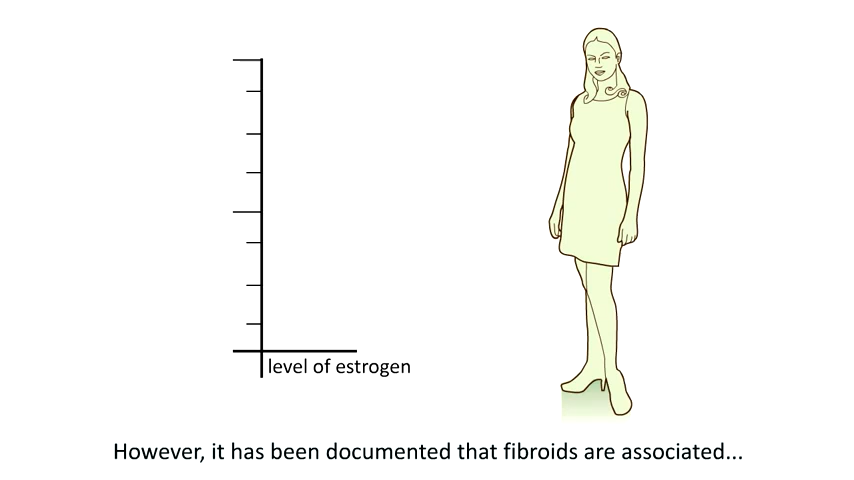 level of estrogen
However, it has been documented that fibroids are associated...